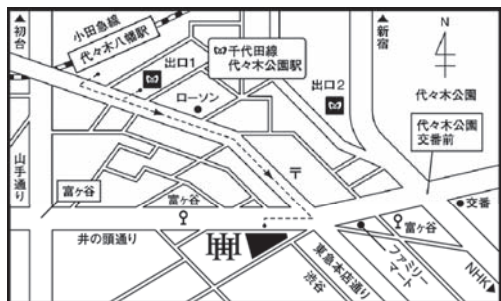 ▲初台
小田急線
代々木八幡駅
千代田線
代々木公園駅
▲新宿
N
出口1
出口2
代々木公園
ローソン
代々木公園
交番前
山手通り
〒
富ヶ谷
富ヶ谷
交番
富ヶ谷
井の頭通り
HH
東急本店通り
渋谷
ファミリー
マート
NHK▶